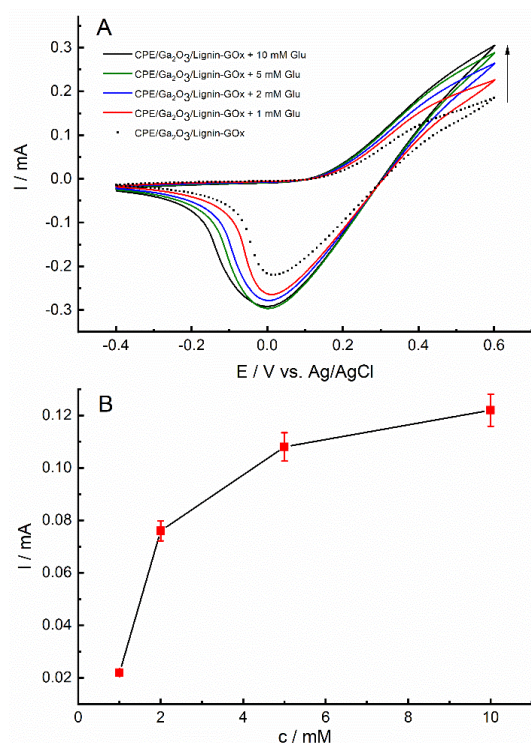 A
0.3
0.2
0.1
0.0
-0.1
-0.2
-0.3
I / mA
CPE/Ga₂O₃/Lignin-GOx + 10 mM Glu
CPE/Ga₂O₃/Lignin-GOx + 5 mM Glu
CPE/Ga₂O₃/Lignin-GOx + 2 mM Glu
CPE/Ga₂O₃/Lignin-GOx + 1 mM Glu
CPE/Ga₂O₃/Lignin-GOx
-0.4 -0.2 0.0 0.2 0.4 0.6
E / V vs. Ag/AgCl
B
0.12
0.10
0.08
0.06
0.04
0.02
I / mA
0 2 4 6 8 10
c / mM